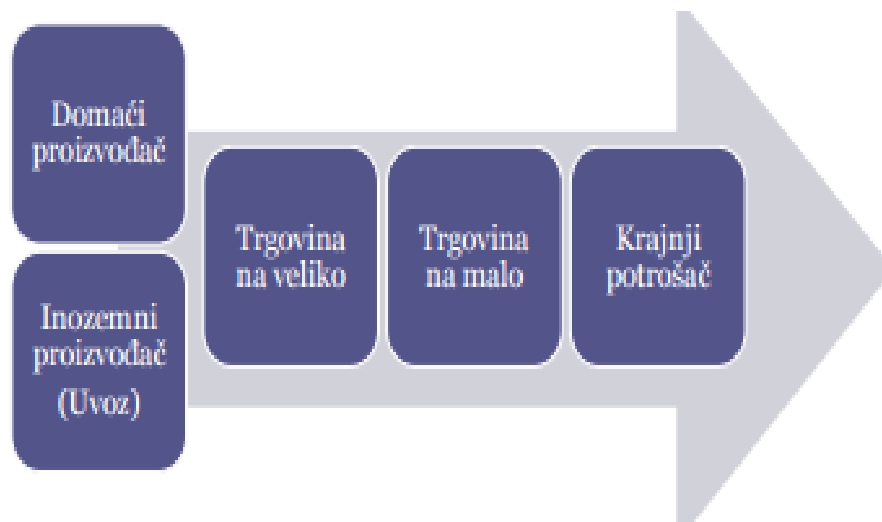 Domaći
proizvođač
Inozemni
proizvođač
(Uvoz)
Trgovina
na veliko
Trgovina
na malo
Krajnji
potrošač